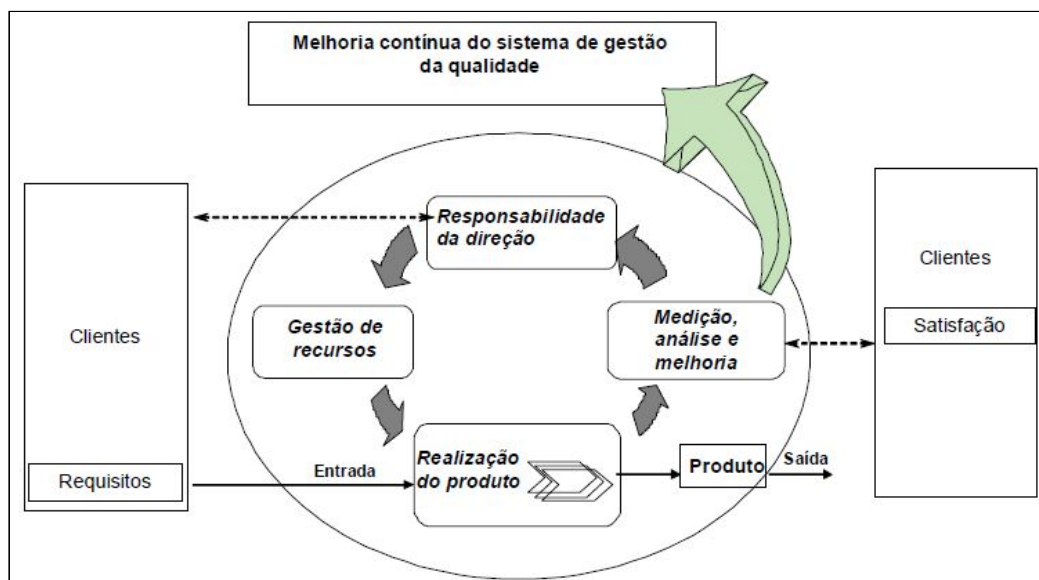 Melhoria contínua do sistema de gestão
da qualidade
Responsabilidade
da direção
Clientes
Clientes
Gestão de
recursos
Medição,
análise e
melhoria
Satisfação
Requisitos
Entrada
Realização
do produto
Produto
Saída